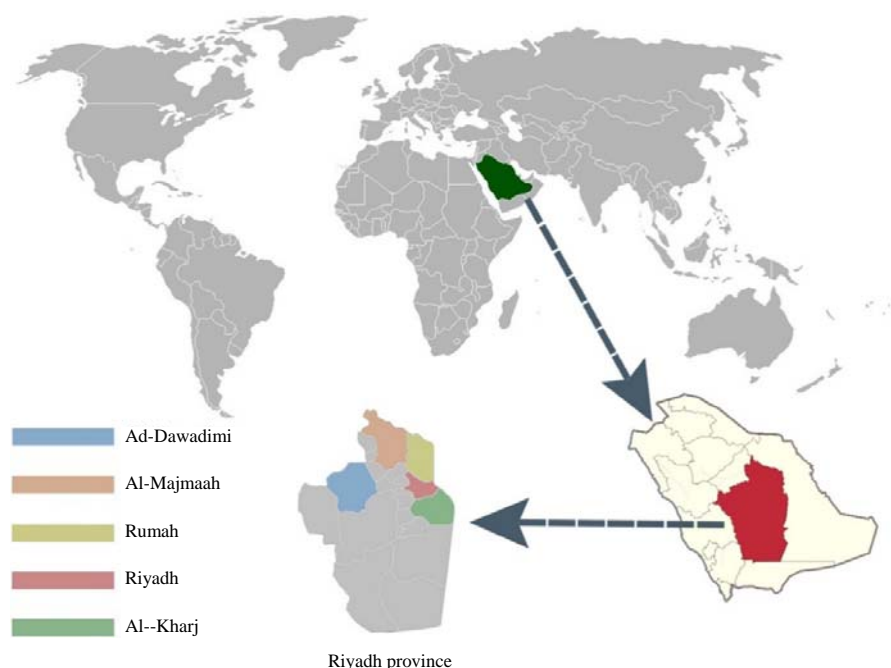 Ad-Dawadimi
Al-Majmaah
Rumah
Riyadh
Al--Kharj
Riyadh province